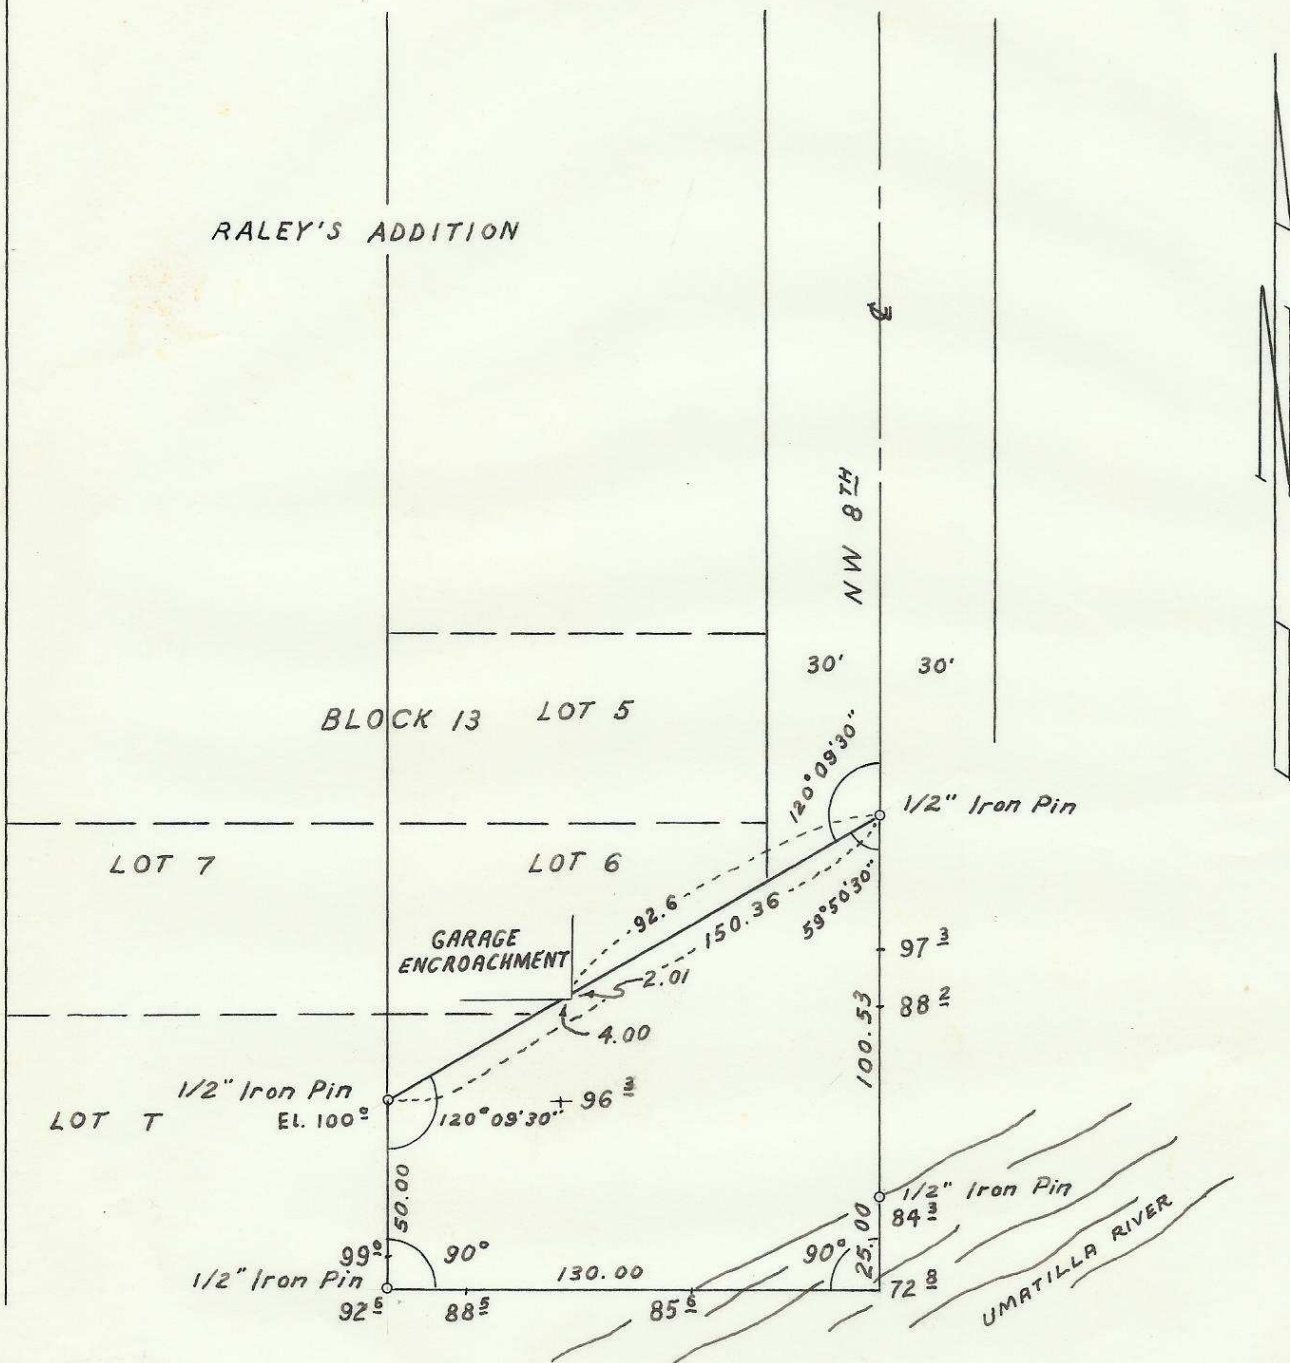 RALEY'S ADDITION
NW 8TH
30' 30'
BLOCK 13 LOT 5
120°09'30"
1/2" Iron Pin
LOT 7 LOT 6
92.6
150.36
59°50'30"
GARAGE
ENCROACHMENT
97 3
2.01
88 2
4.00
100.53
1/2" Iron Pin
El. 100 0
96 3
LOT T
120°09'30"
50.00
1/2" Iron Pin
84 3
25.00
99 0
90°
90°
1/2" Iron Pin
130.00
72 8
92 5
88 5
85 6
UMATILLA RIVER